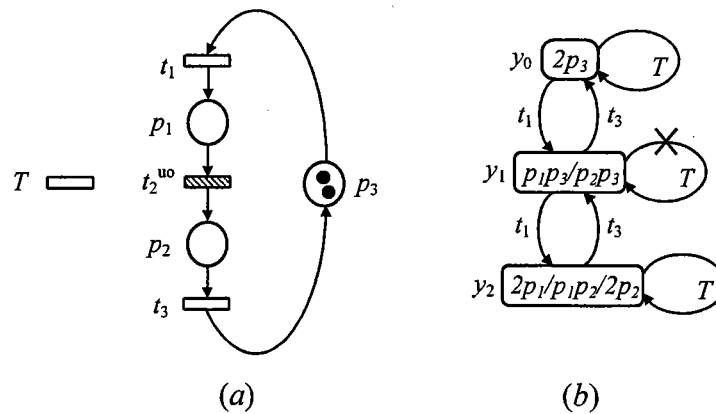 t₁
p₁
T
t₂ᵘᵒ
p₃
p₂
t₃
(a)
y₀ 2p₃ T
t₁ t₃
y₁ p₁p₃/p₂p₃ T
t₁ t₃
y₂ 2p₁/p₁p₂/2p₂ T
(b)